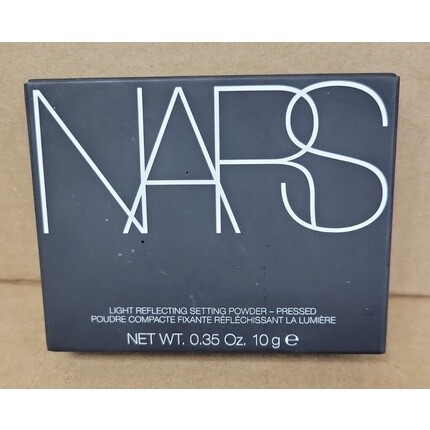 NARS
LIGHT REFLECTING SETTING POWDER – PRESSED
POUDRE COMPACTE FIXANTE RÉFLÉCHISSANT LA LUMIÈRE
NET WT. 0.35 Oz. 10 g ℮